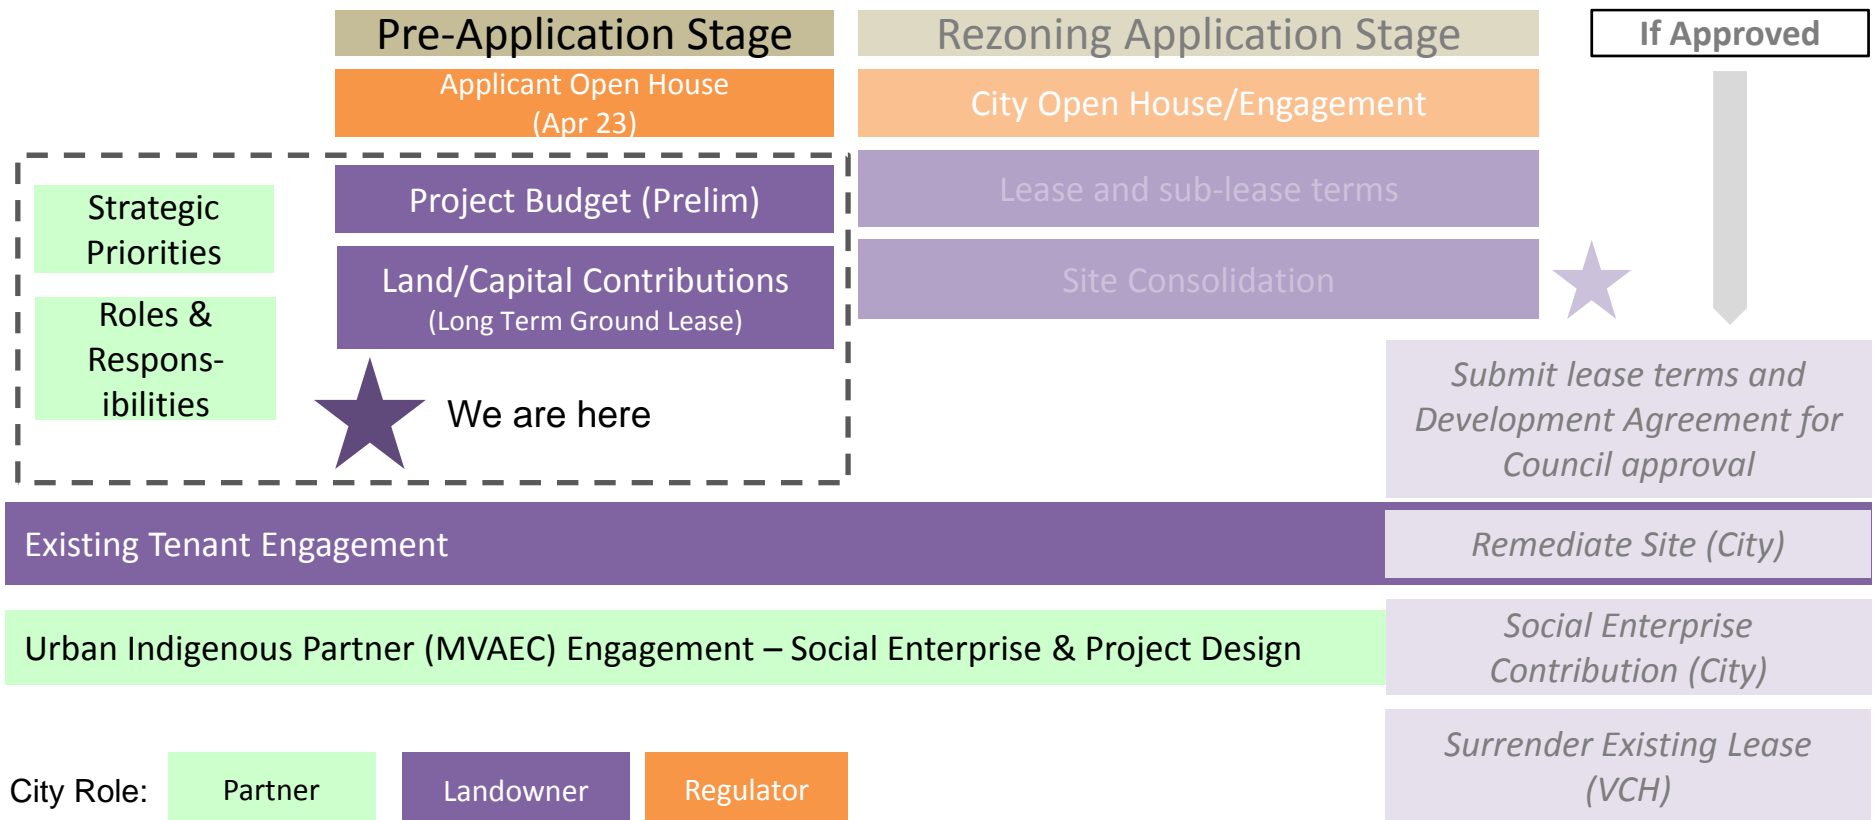 Pre-Application Stage
Rezoning Application Stage
If Approved
Applicant Open House
(Apr 23)
City Open House/Engagement
Strategic
Priorities
Roles &
Respons-
ibilities
Project Budget (Prelim)
Land/Capital Contributions
(Long Term Ground Lease)
We are here
Lease and sub-lease terms
Site Consolidation
Submit lease terms and
Development Agreement for
Council approval
Existing Tenant Engagement
Remediate Site (City)
Urban Indigenous Partner (MVAEC) Engagement – Social Enterprise & Project Design
Social Enterprise
Contribution (City)
Surrender Existing Lease
(VCH)
City Role:
Partner
Landowner
Regulator